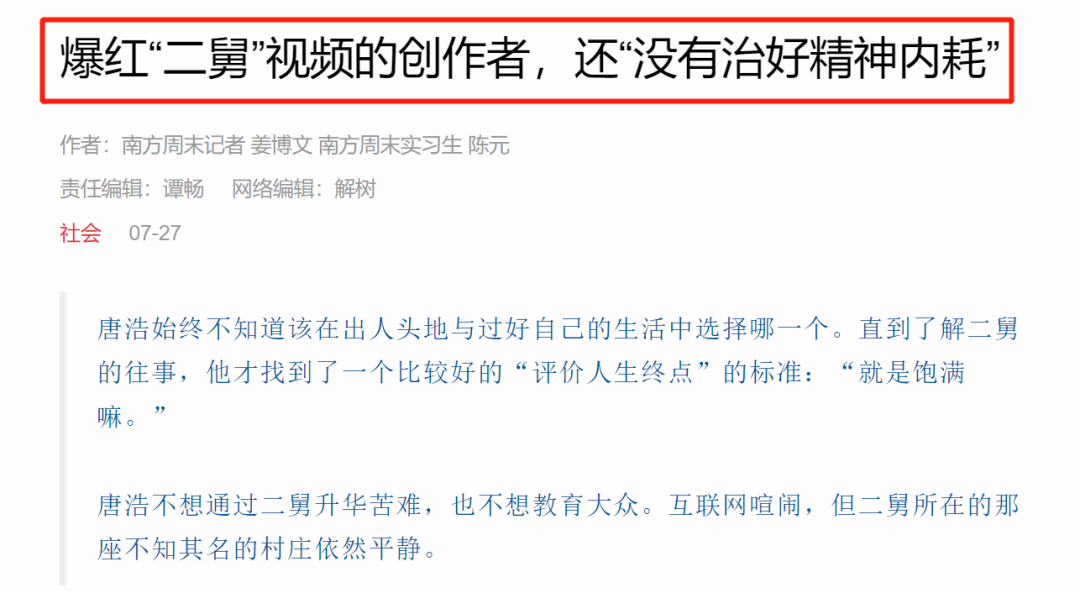 爆红“二舅”视频的创作者，还“没有治好精神内耗”
作者：南方周末记者 姜博文 南方周末实习生 陈元
责任编辑：谭畅 网络编辑：解树
社会 07-27
唐浩始终不知道该在出人头地与过好自己的生活中选择哪一个。直到了解二舅
的往事，他才找到了一个比较好的“评价人生终点”的标准：“就是饱满
嘛。”
唐浩不想通过二舅升华苦难，也不想教育大众。互联网喧闹，但二舅所在的那
座不知其名的村庄依然平静。